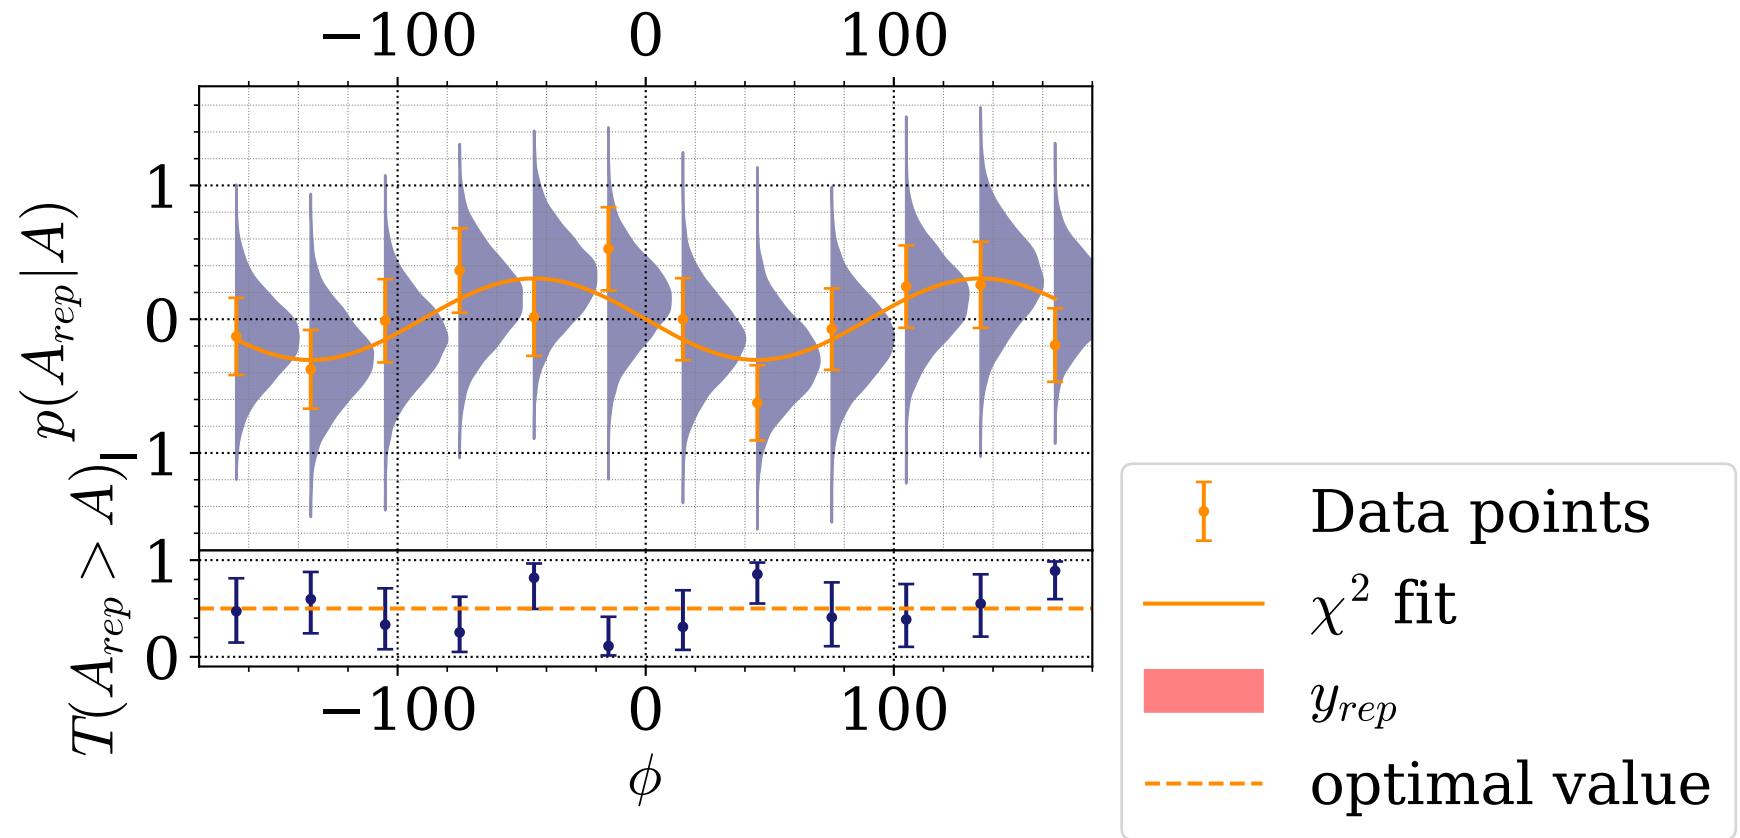 −100 0 100
p(A_rep|A)
1
0
−1
T(A_rep > A)
1
0
−100 0 100
ϕ
Data points
χ² fit
y_rep
optimal value